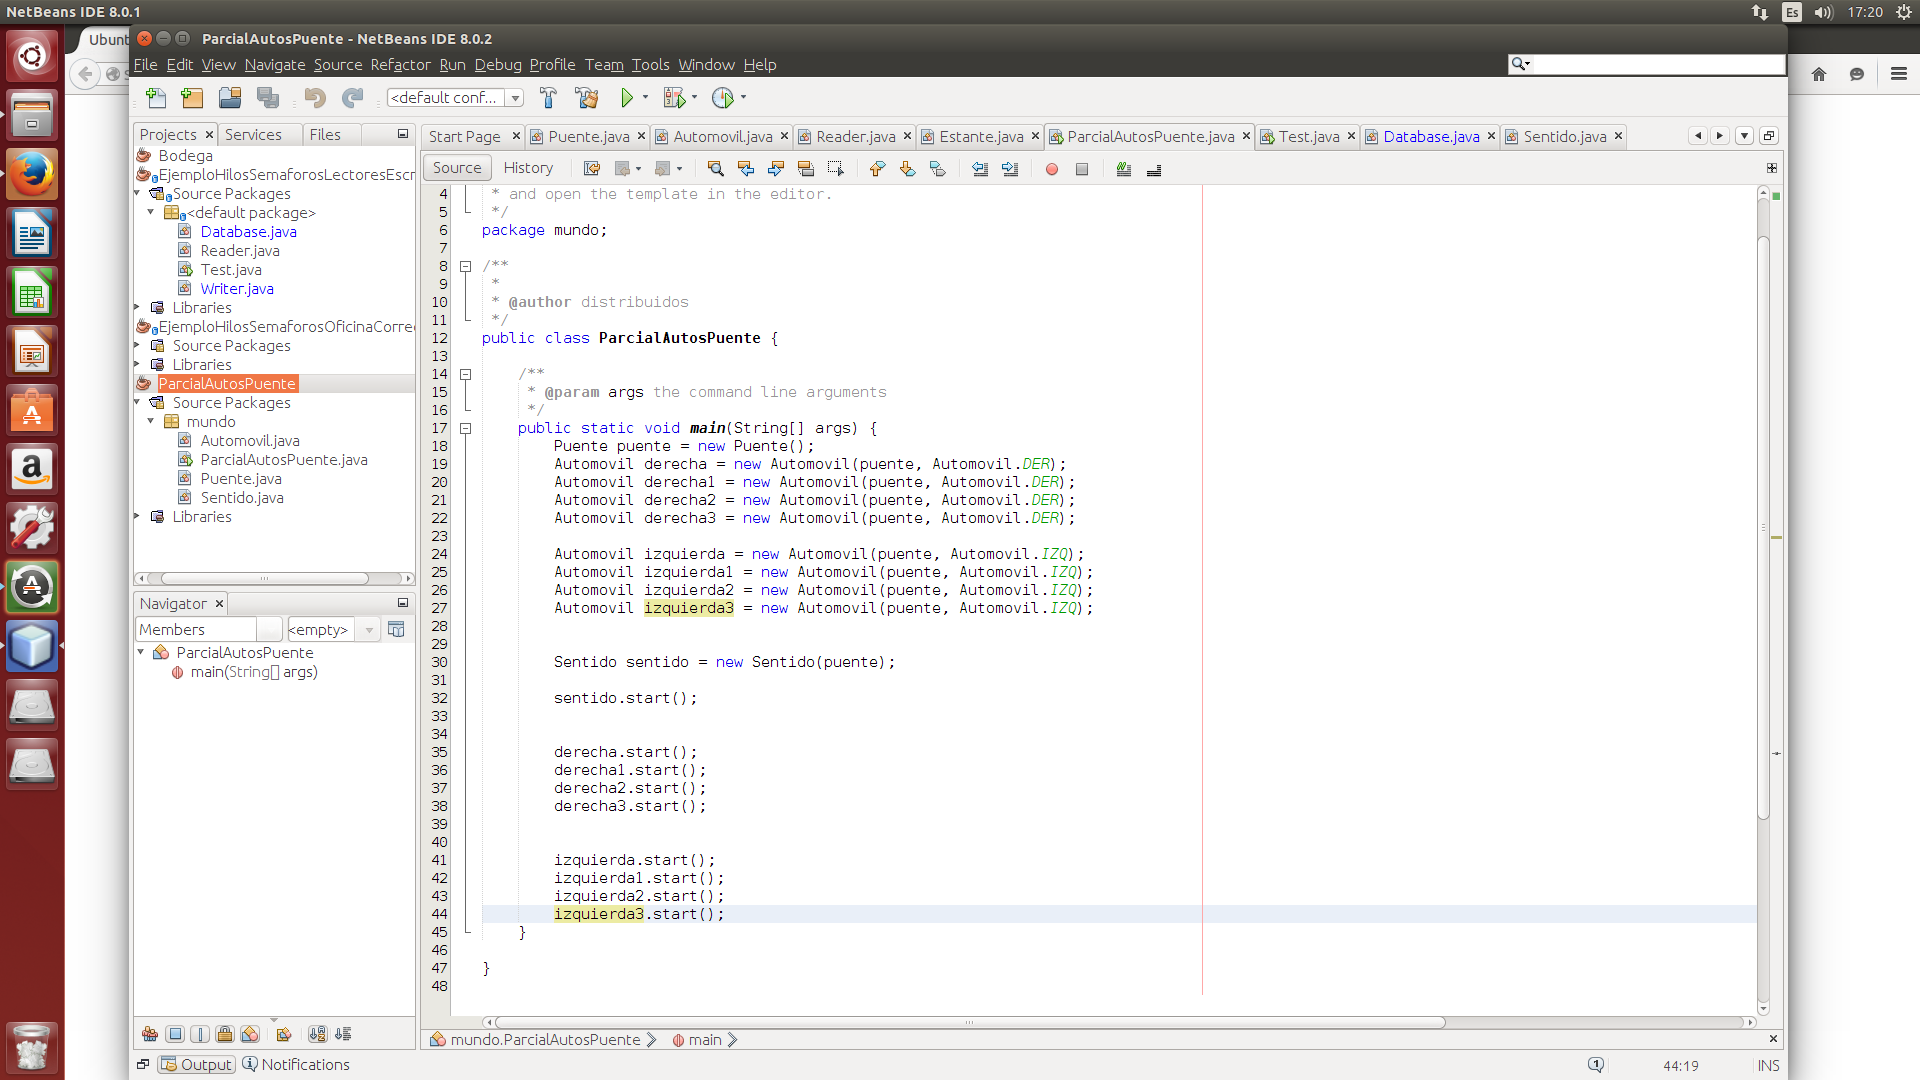 NetBeans IDE 8.0.1
Es
17:20
Ubunt
ParcialAutosPuente - NetBeans IDE 8.0.2
File Edit View Navigate Source Refactor Run Debug Profile Team Tools Window Help
<default conf...
Projects Services Files
Start Page Puente.java Automovil.java Reader.java Estante.java ParcialAutosPuente.java Test.java Database.java Sentido.java
Source History
Bodega
EjemploHilosSemaforosLectoresEscr
Source Packages
<default package>
Database.java
Reader.java
Test.java
Writer.java
Libraries
EjemploHilosSemaforosOficinaCorre
Source Packages
Libraries
ParcialAutosPuente
Source Packages
mundo
Automovil.java
ParcialAutosPuente.java
Puente.java
Sentido.java
Libraries
Navigator
Members <empty>
ParcialAutosPuente
main(String[] args)
4 * and open the template in the editor.
5 */
6 package mundo;
7
8 /**
9 *
10 * @author distribuidos
11 */
12 public class ParcialAutosPuente {
13
14 /**
15 * @param args the command line arguments
16 */
17 public static void main(String[] args) {
18 Puente puente = new Puente();
19 Automovil derecha = new Automovil(puente, Automovil.DER);
20 Automovil derecha1 = new Automovil(puente, Automovil.DER);
21 Automovil derecha2 = new Automovil(puente, Automovil.DER);
22 Automovil derecha3 = new Automovil(puente, Automovil.DER);
23
24 Automovil izquierda = new Automovil(puente, Automovil.IZQ);
25 Automovil izquierda1 = new Automovil(puente, Automovil.IZQ);
26 Automovil izquierda2 = new Automovil(puente, Automovil.IZQ);
27 Automovil izquierda3 = new Automovil(puente, Automovil.IZQ);
28
29
30 Sentido sentido = new Sentido(puente);
31
32 sentido.start();
33
34
35 derecha.start();
36 derecha1.start();
37 derecha2.start();
38 derecha3.start();
39
40
41 izquierda.start();
42 izquierda1.start();
43 izquierda2.start();
44 izquierda3.start();
45 }
46
47 }
48
mundo.ParcialAutosPuente main
Output Notifications
44:19 INS